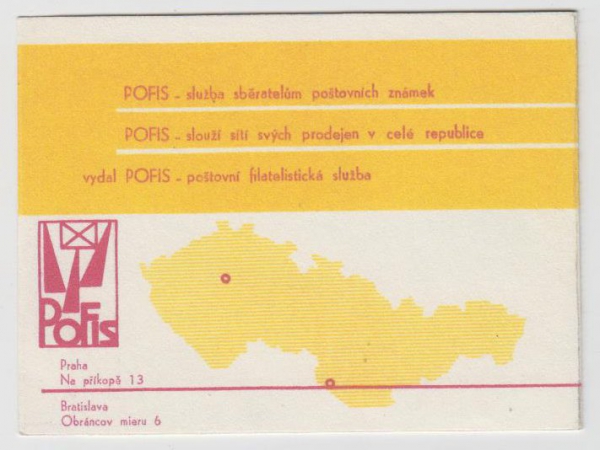 POFIS - služba sběratelům poštovních známek
POFIS - slouží sítí svých prodejen v celé republice
vydal POFIS - poštovní filatelistická služba
POFIS
Praha
Na příkopě 13
Bratislava
Obráncov mieru 6